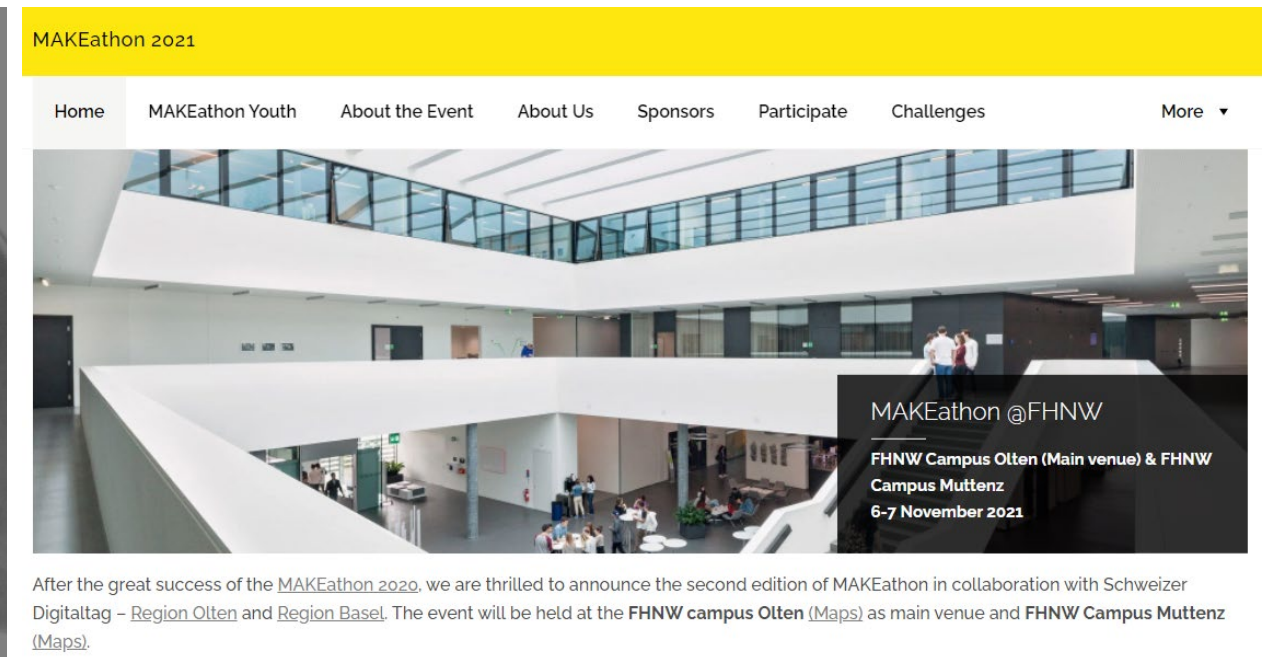 MAKEathon 2021
Home MAKEathon Youth About the Event About Us Sponsors Participate Challenges More ▼
MAKEathon @FHNW
FHNW Campus Olten (Main venue) & FHNW
Campus Muttenz
6-7 November 2021
After the great success of the MAKEathon 2020, we are thrilled to announce the second edition of MAKEathon in collaboration with Schweizer
Digitaltag – Region Olten and Region Basel. The event will be held at the FHNW campus Olten (Maps) as main venue and FHNW Campus Muttenz
(Maps).